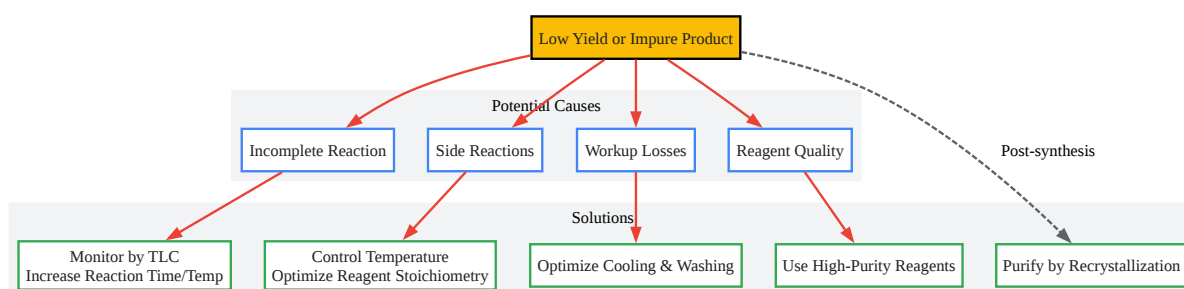 Low Yield or Impure Product
Potential Causes
Incomplete Reaction
Side Reactions
Workup Losses
Reagent Quality
Post-synthesis
Solutions
Monitor by TLC
Increase Reaction Time/Temp
Control Temperature
Optimize Reagent Stoichiometry
Optimize Cooling & Washing
Use High-Purity Reagents
Purify by Recrystallization